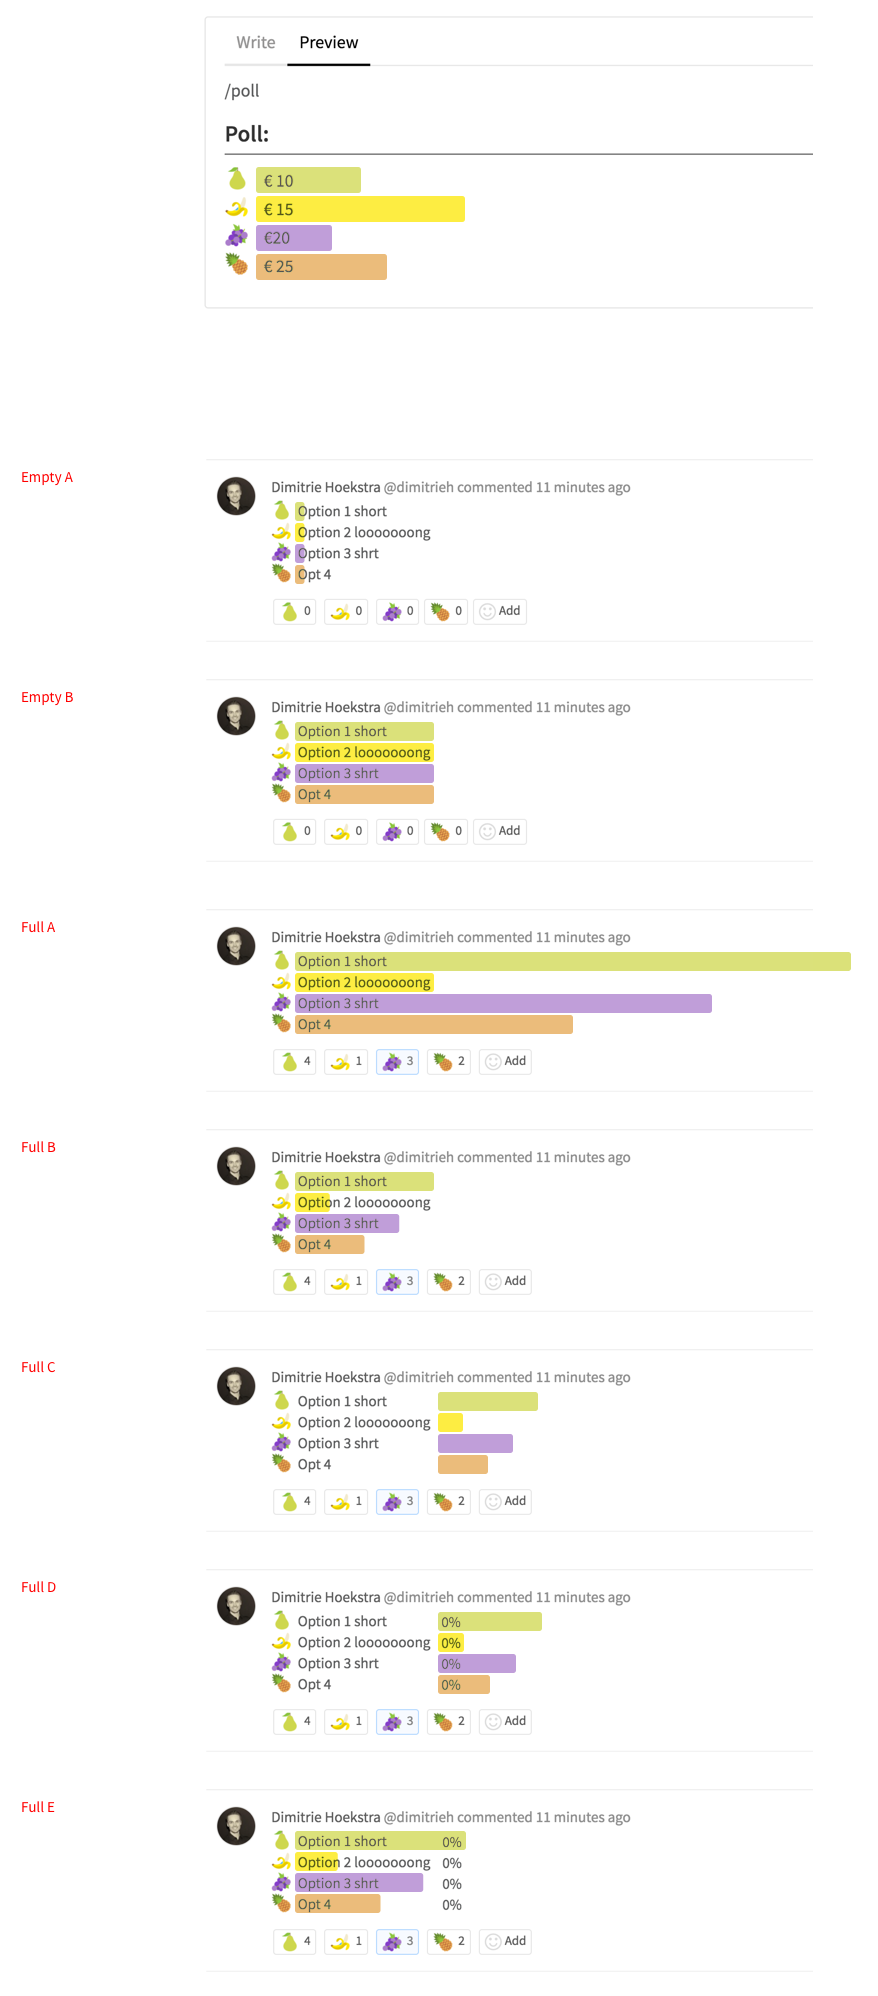 Write Preview
/poll
Poll:
€ 10
€ 15
€20
€ 25
Empty A
Dimitrie Hoekstra @dimitrieh commented 11 minutes ago
Option 1 short
Option 2 looooooong
Option 3 shrt
Opt 4
0 0 0 0 Add
Empty B
Dimitrie Hoekstra @dimitrieh commented 11 minutes ago
Option 1 short
Option 2 looooooong
Option 3 shrt
Opt 4
0 0 0 0 Add
Full A
Dimitrie Hoekstra @dimitrieh commented 11 minutes ago
Option 1 short
Option 2 looooooong
Option 3 shrt
Opt 4
4 1 3 2 Add
Full B
Dimitrie Hoekstra @dimitrieh commented 11 minutes ago
Option 1 short
Option 2 looooooong
Option 3 shrt
Opt 4
4 1 3 2 Add
Full C
Dimitrie Hoekstra @dimitrieh commented 11 minutes ago
Option 1 short
Option 2 looooooong
Option 3 shrt
Opt 4
4 1 3 2 Add
Full D
Dimitrie Hoekstra @dimitrieh commented 11 minutes ago
Option 1 short 0%
Option 2 looooooong 0%
Option 3 shrt 0%
Opt 4 0%
4 1 3 2 Add
Full E
Dimitrie Hoekstra @dimitrieh commented 11 minutes ago
Option 1 short 0%
Option 2 looooooong 0%
Option 3 shrt 0%
Opt 4 0%
4 1 3 2 Add